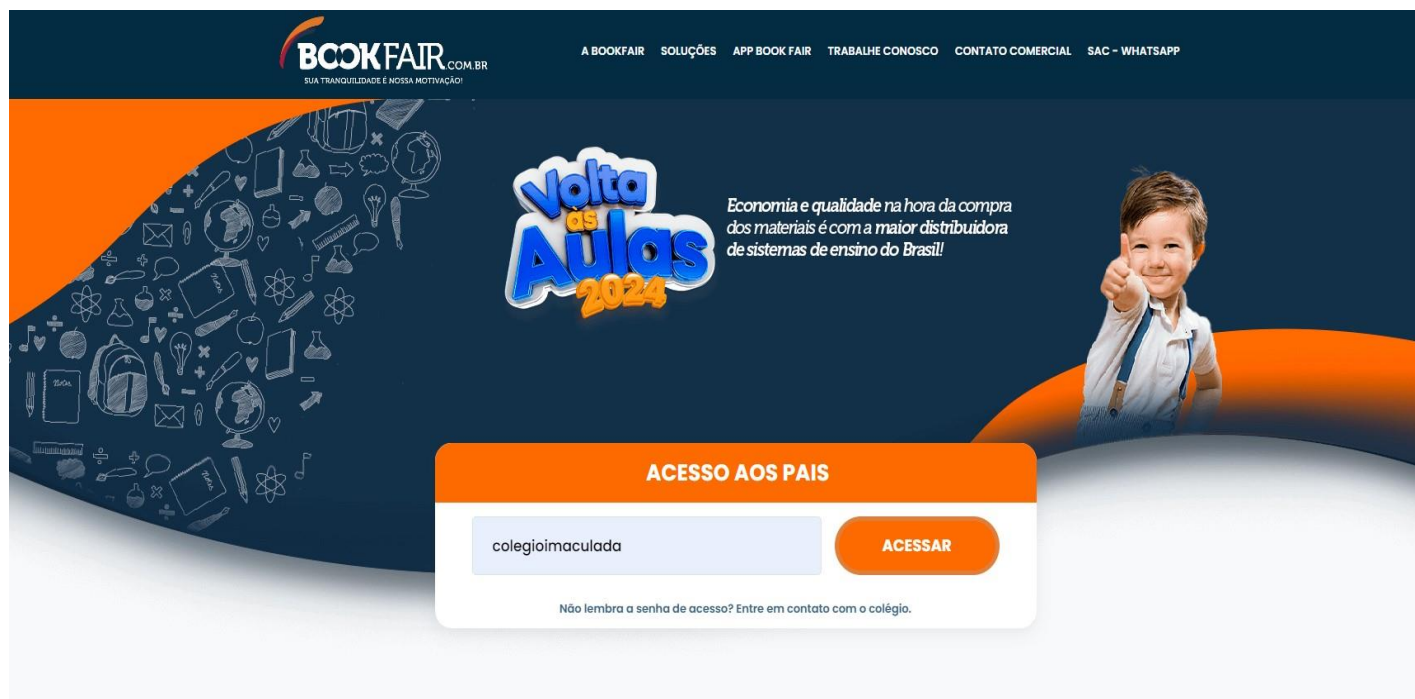 BOOKFAIR.COM.BR
SUA TRANQUILIDADE É NOSSA MOTIVAÇÃO!
A BOOKFAIR SOLUÇÕES APP BOOK FAIR TRABALHE CONOSCO CONTATO COMERCIAL SAC - WHATSAPP
Volta
às
Aulas
2024
Economia e qualidade na hora da compra
dos materiais é com a maior distribuidora
de sistemas de ensino do Brasil!
ACESSO AOS PAIS
colegioimaculada
ACESSAR
Não lembra a senha de acesso? Entre em contato com o colégio.